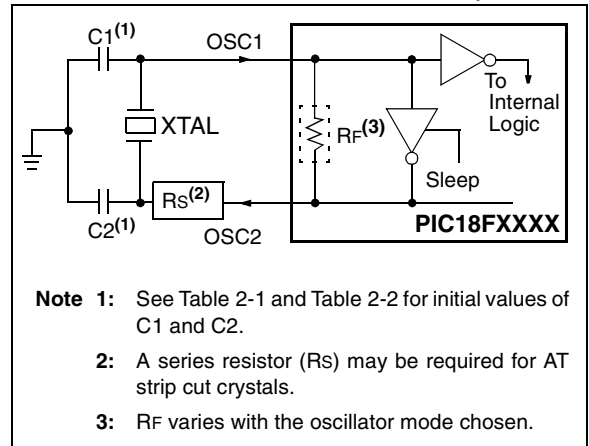 C1(1)
OSC1
To
Internal
Logic
XTAL
RF(3)
Sleep
C2(1)
RS(2)
OSC2
PIC18FXXXX
Note 1: See Table 2-1 and Table 2-2 for initial values of
C1 and C2.
2: A series resistor (RS) may be required for AT
strip cut crystals.
3: RF varies with the oscillator mode chosen.